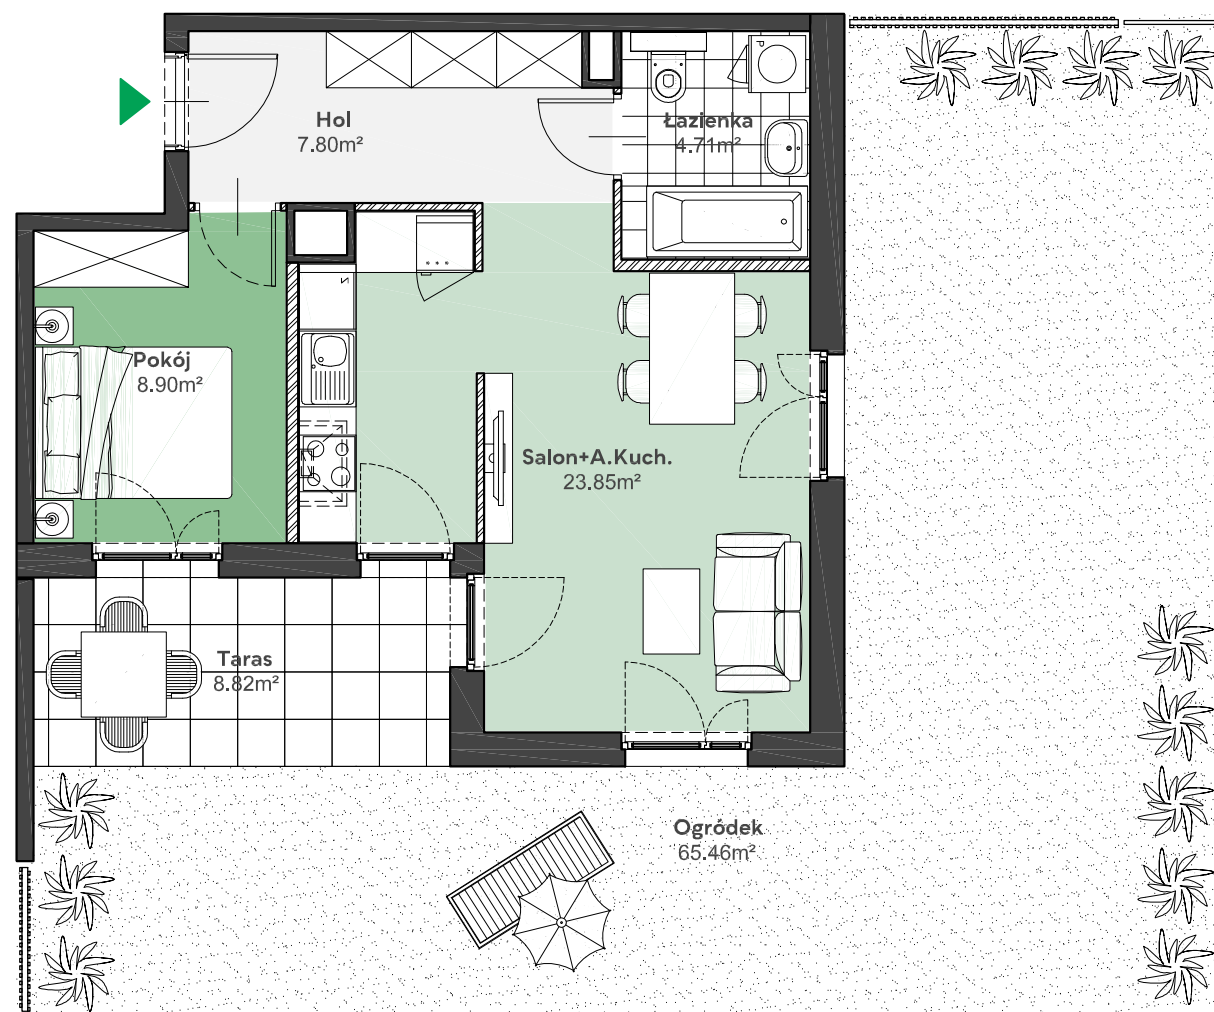 Hol
7.80m²
Łazienka
4.71m²
Pokój
8.90m²
Salon+A.Kuch.
23.85m²
Taras
8.82m²
Ogródek
65.46m²